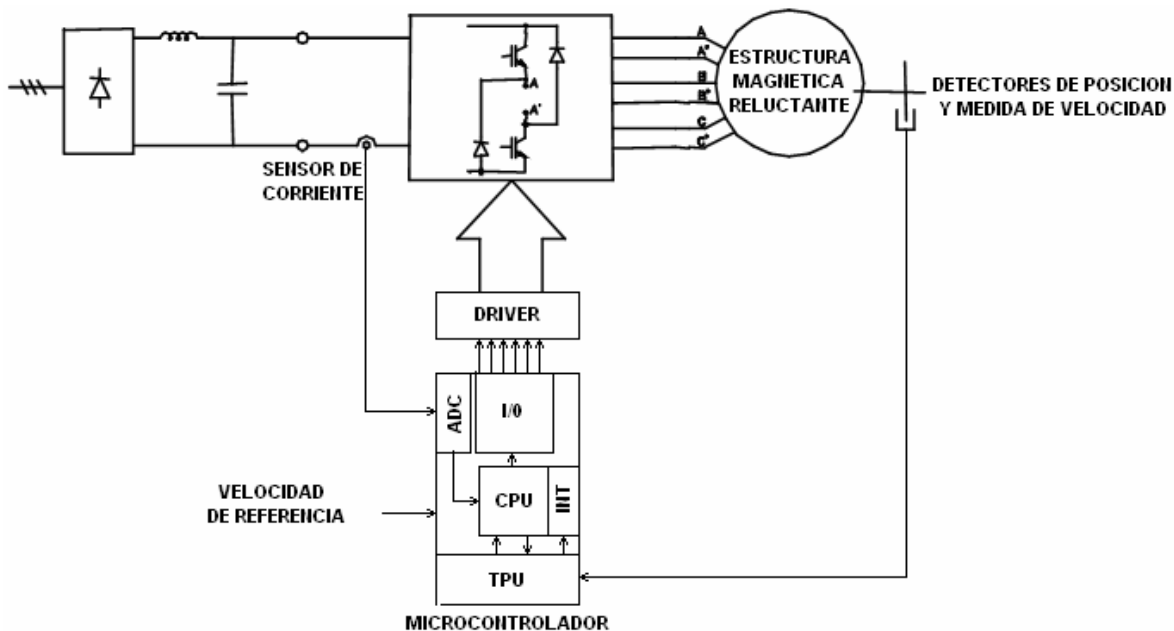 A
A'
A
A"
B
B"
C
C"
ESTRUCTURA
MAGNETICA
RELUCTANTE
DETECTORES DE POSICION
Y MEDIDA DE VELOCIDAD
SENSOR DE
CORRIENTE
DRIVER
ADC
I/0
VELOCIDAD
DE REFERENCIA
CPU
INT
TPU
MICROCONTROLADOR